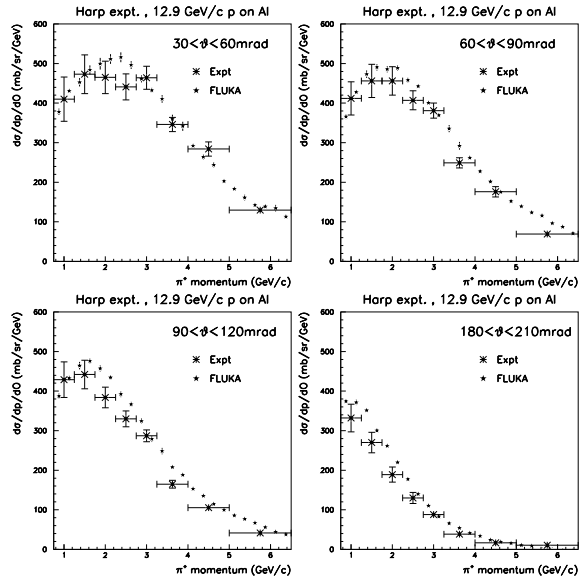 Harp expt. , 12.9 GeV/c p on Al
30<ϑ<60mrad
Expt
FLUKA
dσ/dp/dΩ (mb/sr/GeV)
600
500
400
300
200
100
0
1 2 3 4 5 6
π⁺ momentum (GeV/c)
Harp expt. , 12.9 GeV/c p on Al
60<ϑ<90mrad
Expt
FLUKA
dσ/dp/dΩ (mb/sr/GeV)
600
500
400
300
200
100
0
1 2 3 4 5 6
π⁺ momentum (GeV/c)
Harp expt. , 12.9 GeV/c p on Al
90<ϑ<120mrad
Expt
FLUKA
dσ/dp/dΩ (mb/sr/GeV)
600
500
400
300
200
100
0
1 2 3 4 5 6
π⁺ momentum (GeV/c)
Harp expt. , 12.9 GeV/c p on Al
180<ϑ<210mrad
Expt
FLUKA
dσ/dp/dΩ (mb/sr/GeV)
600
500
400
300
200
100
0
1 2 3 4 5 6
π⁺ momentum (GeV/c)